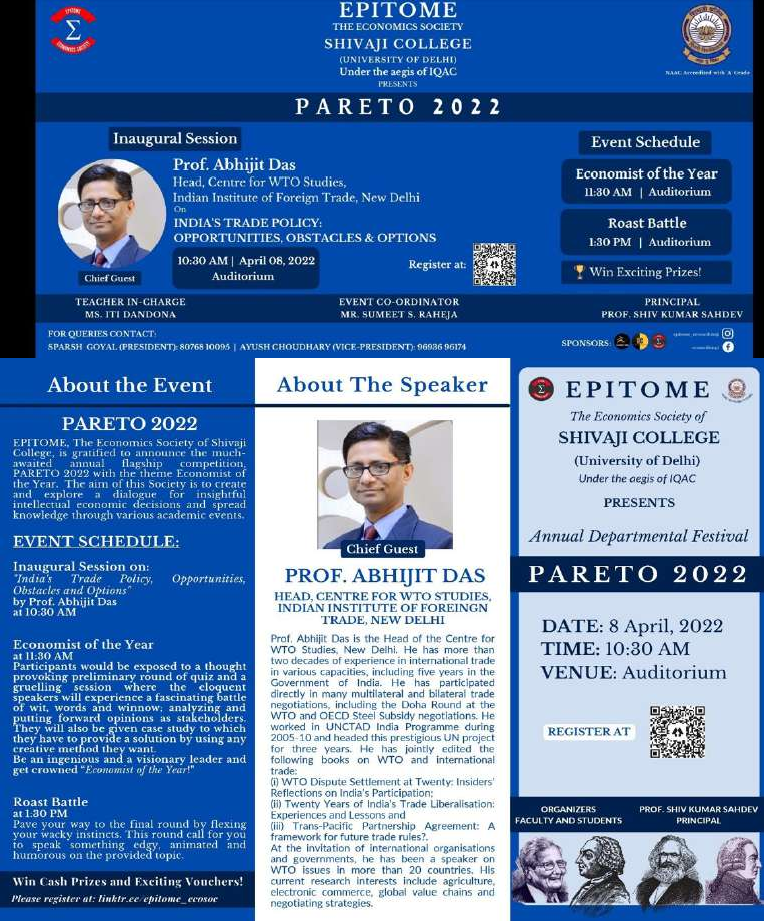 EPITOME
THE ECONOMICS SOCIETY
SHIVAJI COLLEGE
(UNIVERSITY OF DELHI)
Under the aegis of IQAC
PRESENTS
EPITOME
Σ
ECONOMICS SOCIETY
NAAC Accredited with 'A' Grade
PARETO 2022
Inaugural Session
Prof. Abhijit Das
Head, Centre for WTO Studies,
Indian Institute of Foreign Trade, New Delhi
On
INDIA'S TRADE POLICY:
OPPORTUNITIES, OBSTACLES & OPTIONS
10:30 AM | April 08, 2022
Auditorium
Register at:
Chief Guest
Event Schedule
Economist of the Year
11:30 AM | Auditorium
Roast Battle
1:30 PM | Auditorium
Win Exciting Prizes!
TEACHER IN-CHARGE
MS. ITI DANDONA
EVENT CO-ORDINATOR
MR. SUMEET S. RAHEJA
PRINCIPAL
PROF. SHIV KUMAR SAHDEV
FOR QUERIES CONTACT:
SPARSH GOYAL (PRESIDENT): 80768 10095 | AYUSH CHOUDHARY (VICE-PRESIDENT): 96936 96174
SPONSORS:
About the Event
PARETO 2022
EPITOME, The Economics Society of Shivaji
College, is gratified to announce the much-
awaited annual flagship competition,
PARETO 2022 with the theme Economist of
the Year. The aim of this Society is to create
and explore a dialogue for insightful
intellectual economic decisions and spread
knowledge through various academic events.
EVENT SCHEDULE:
Inaugural Session on:
"India's Trade Policy, Opportunities,
Obstacles and Options"
by Prof. Abhijit Das
at 10:30 AM
Economist of the Year
at 11:30 AM
Participants would be exposed to a thought
provoking preliminary round of quiz and a
gruelling session where the eloquent
speakers will experience a fascinating battle
of wit, words and winnow; analyzing and
putting forward opinions as stakeholders.
They will also be given case study to which
they have to provide a solution by using any
creative method they want.
Be an ingenious and a visionary leader and
get crowned "Economist of the Year!"
Roast Battle
at 1:30 PM
Pave your way to the final round by flexing
your wacky instincts. This round call for you
to speak something edgy, animated and
humorous on the provided topic.
Win Cash Prizes and Exciting Vouchers!
Please register at: linktr.ee/epitome_ecosoc
About The Speaker
Chief Guest
PROF. ABHIJIT DAS
HEAD, CENTRE FOR WTO STUDIES,
INDIAN INSTITUTE OF FOREINGN
TRADE, NEW DELHI
Prof. Abhijit Das is the Head of the Centre for
WTO Studies, New Delhi. He has more than
two decades of experience in international trade
in various capacities, including five years in the
Government of India. He has participated
directly in many multilateral and bilateral trade
negotiations, including the Doha Round at the
WTO and OECD Steel Subsidy negotiations. He
worked in UNCTAD India Programme during
2005-10 and headed this prestigious UN project
for three years. He has jointly edited the
following books on WTO and international
trade:
(i) WTO Dispute Settlement at Twenty: Insiders'
Reflections on India's Participation;
(ii) Twenty Years of India's Trade Liberalisation:
Experiences and Lessons and
(iii) Trans-Pacific Partnership Agreement: A
framework for future trade rules?.
At the invitation of international organisations
and governments, he has been a speaker on
WTO issues in more than 20 countries. His
current research interests include agriculture,
electronic commerce, global value chains and
negotiating strategies.
EPITOME
The Economics Society of
SHIVAJI COLLEGE
(University of Delhi)
Under the aegis of IQAC
PRESENTS
Annual Departmental Festival
PARETO 2022
DATE: 8 April, 2022
TIME: 10:30 AM
VENUE: Auditorium
REGISTER AT
ORGANIZERS
FACULTY AND STUDENTS
PROF. SHIV KUMAR SAHDEV
PRINCIPAL